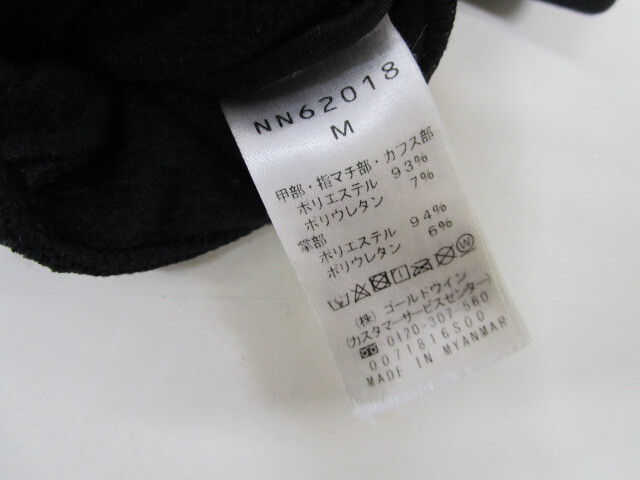 NN62018
M
甲部・指マチ部・カフス部
ポリエステル 93%
ポリウレタン 7%
掌部
ポリエステル 94%
ポリウレタン 6%
(株)ゴールドウイン
(カスタマーサービスセンター)
0120-307-560
0071816S00
MADE IN MYANMAR